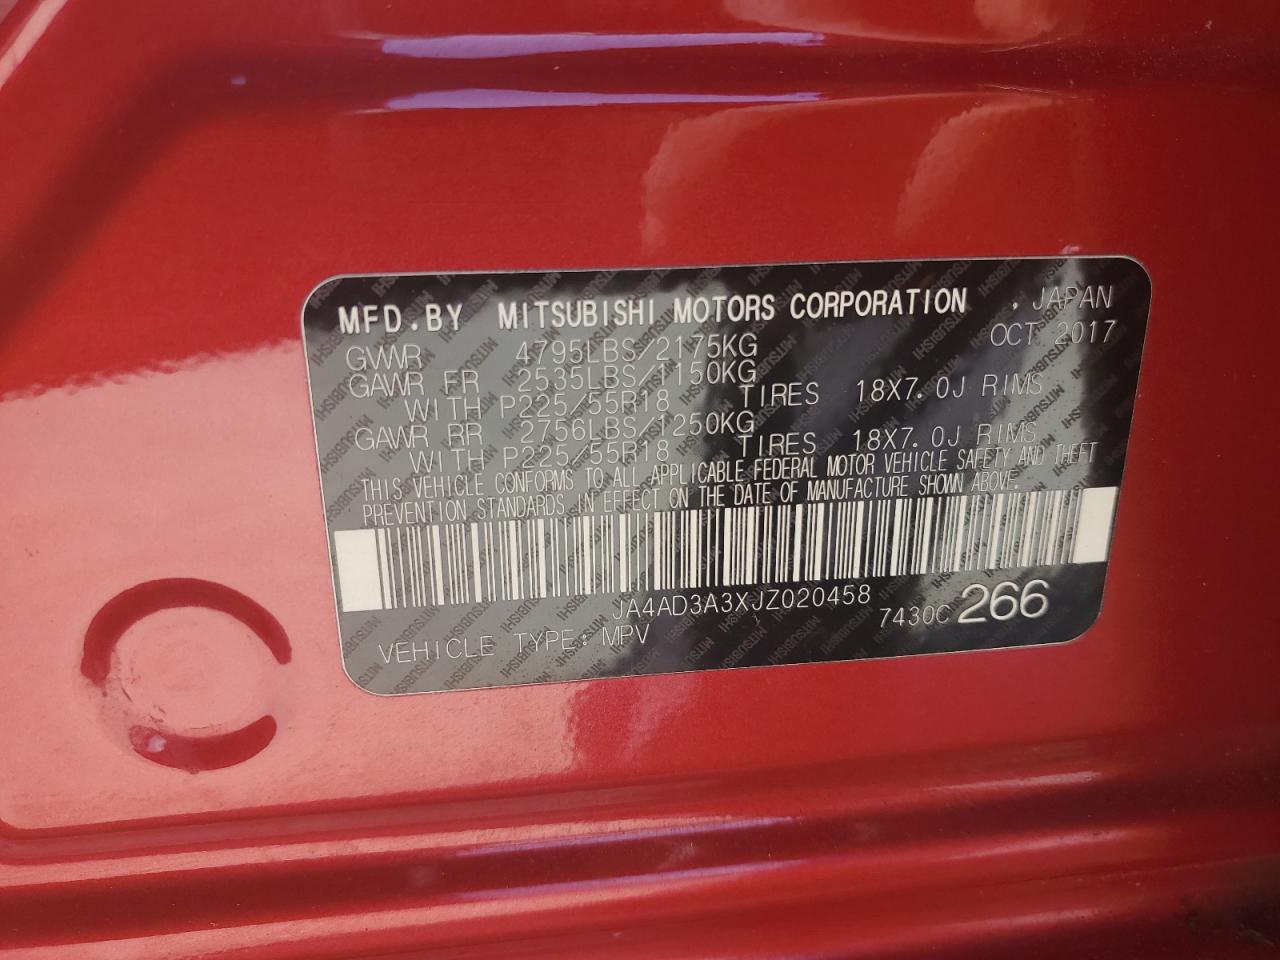 MFD.BY MITSUBISHI MOTORS CORPORATION , JAPAN
GWWR 4795LBS/2175KG OCT 2017
GAWR FR 2535LBS/1150KG
WITH P225/55R18 TIRES 18X7.0J RIMS
GAWR RR 2756LBS/1250KG
WITH P225/55R18 TIRES 18X7.0J RIMS
THIS VEHICLE CONFORMS TO ALL APPLICABLE FEDERAL MOTOR VEHICLE SAFETY AND THEFT
PREVENTION STANDARDS IN EFFECT ON THE DATE OF MANUFACTURE SHOWN ABOVE.
JA4AD3A3XJZ020458 7430C 266
VEHICLE TYPE: MPV